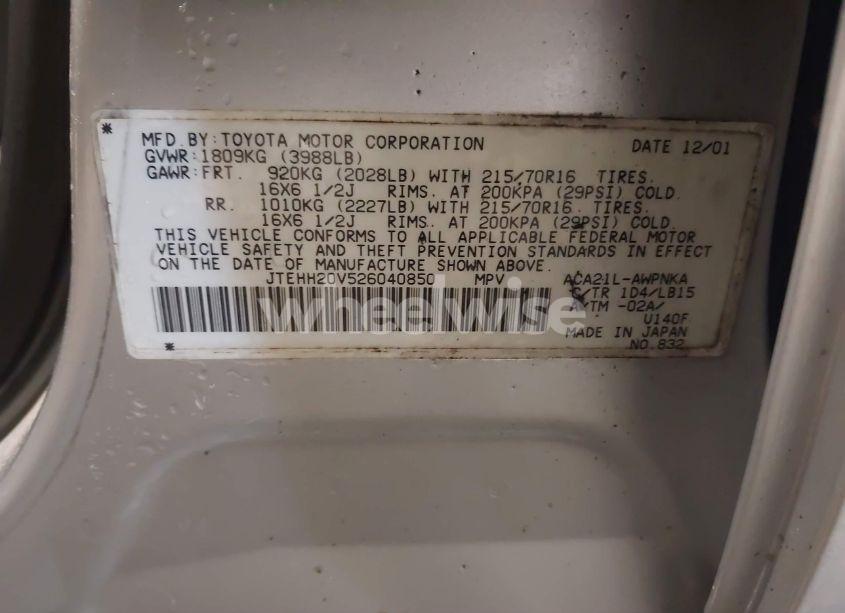 MFD.BY:TOYOTA MOTOR CORPORATION DATE 12/01
GVWR:1809KG (3988LB)
GAWR:FRT. 920KG (2028LB) WITH 215/70R16 TIRES.
16X6 1/2J RIMS. AT 200KPA (29PSI) COLD.
RR. 1010KG (2227LB) WITH 215/70R16 TIRES.
16X6 1/2J RIMS. AT 200KPA (29PSI) COLD.
THIS VEHICLE CONFORMS TO ALL APPLICABLE FEDERAL MOTOR
VEHICLE SAFETY AND THEFT PREVENTION STANDARDS IN EFFECT
ON THE DATE OF MANUFACTURE SHOWN ABOVE.
JTEHH20V526040850 MPV ACA21L-AWPNKA
C/TR 1D4/LB15
A/TM -02A/
U140F
MADE IN JAPAN
NO.832
wheelwise